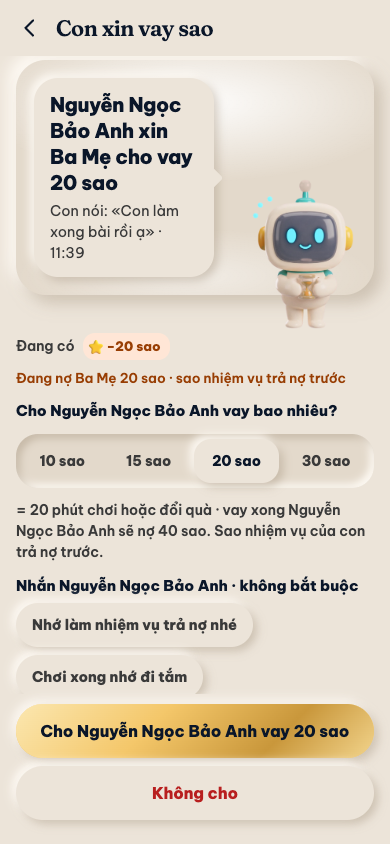 Con xin vay sao
Nguyễn Ngọc
Bảo Anh xin
Ba Mẹ cho vay
20 sao
Con nói: «Con làm
xong bài rồi ạ» ·
11:39
Đang có
-20 sao
Đang nợ Ba Mẹ 20 sao · sao nhiệm vụ trả nợ trước
Cho Nguyễn Ngọc Bảo Anh vay bao nhiêu?
10 sao 15 sao 20 sao 30 sao
= 20 phút chơi hoặc đổi quà · vay xong Nguyễn
Ngọc Bảo Anh sẽ nợ 40 sao. Sao nhiệm vụ của con
trả nợ trước.
Nhắn Nguyễn Ngọc Bảo Anh · không bắt buộc
Nhớ làm nhiệm vụ trả nợ nhé
Chơi xong nhớ đi tắm
Cho Nguyễn Ngọc Bảo Anh vay 20 sao
Không cho